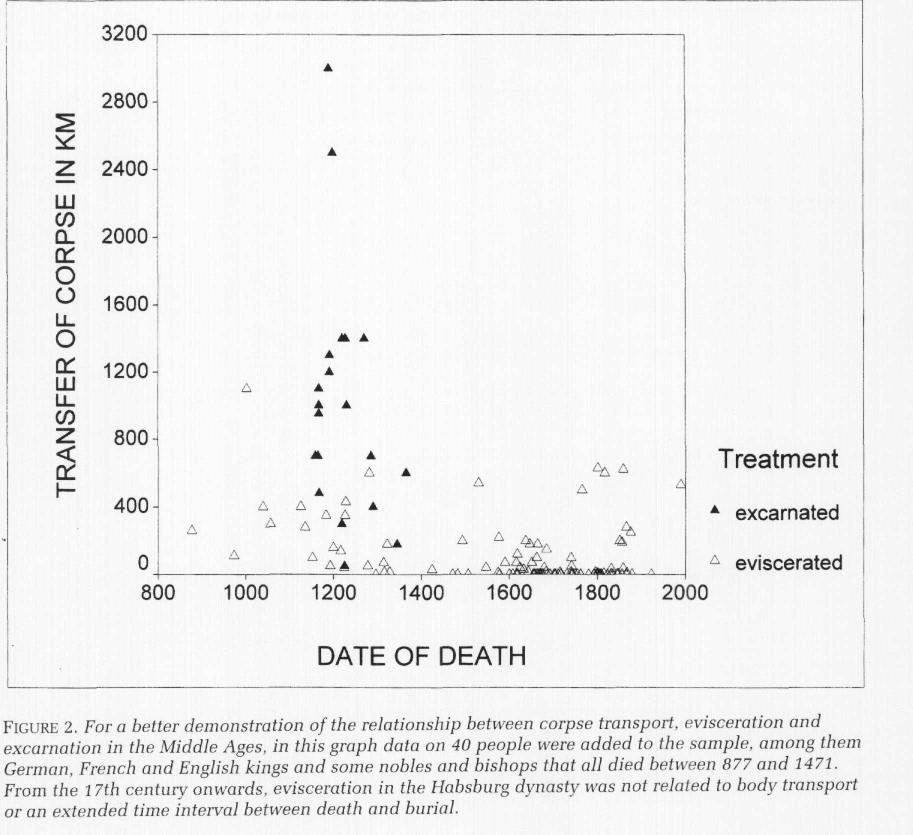 3200
2800
2400
2000
1600
1200
800
400
0
TRANSFER OF CORPSE IN KM
800 1000 1200 1400 1600 1800 2000
DATE OF DEATH
Treatment
excarnated
eviscerated
FIGURE 2. For a better demonstration of the relationship between corpse transport, evisceration and
excarnation in the Middle Ages, in this graph data on 40 people were added to the sample, among them
German, French and English kings and some nobles and bishops that all died between 877 and 1471.
From the 17th century onwards, evisceration in the Habsburg dynasty was not related to body transport
or an extended time interval between death and burial.